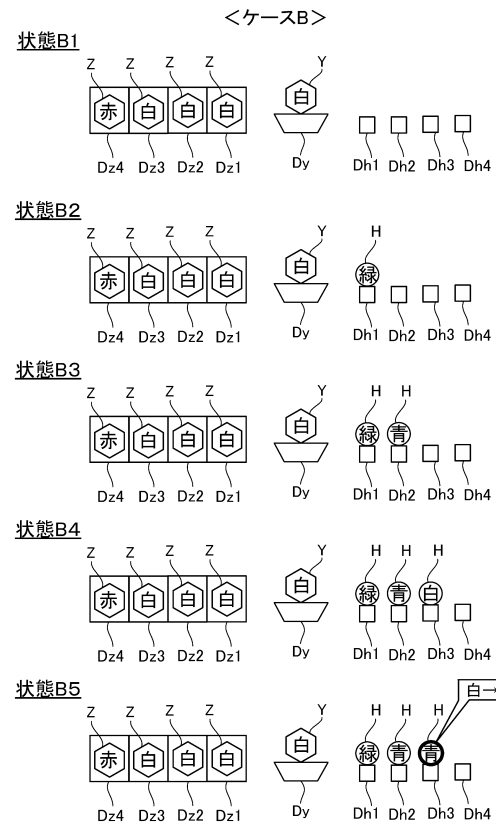 <ケースB>
状態B1
Z Z Z Z Y
赤 白 白 白 白
Dz4 Dz3 Dz2 Dz1 Dy Dh1 Dh2 Dh3 Dh4
状態B2
Z Z Z Z Y H
赤 白 白 白 白 緑
Dz4 Dz3 Dz2 Dz1 Dy Dh1 Dh2 Dh3 Dh4
状態B3
Z Z Z Z Y H H
赤 白 白 白 白 緑 青
Dz4 Dz3 Dz2 Dz1 Dy Dh1 Dh2 Dh3 Dh4
状態B4
Z Z Z Z Y H H H
赤 白 白 白 白 緑 青 白
Dz4 Dz3 Dz2 Dz1 Dy Dh1 Dh2 Dh3 Dh4
状態B5
白→
Z Z Z Z Y H H H
赤 白 白 白 白 緑 青 青
Dz4 Dz3 Dz2 Dz1 Dy Dh1 Dh2 Dh3 Dh4